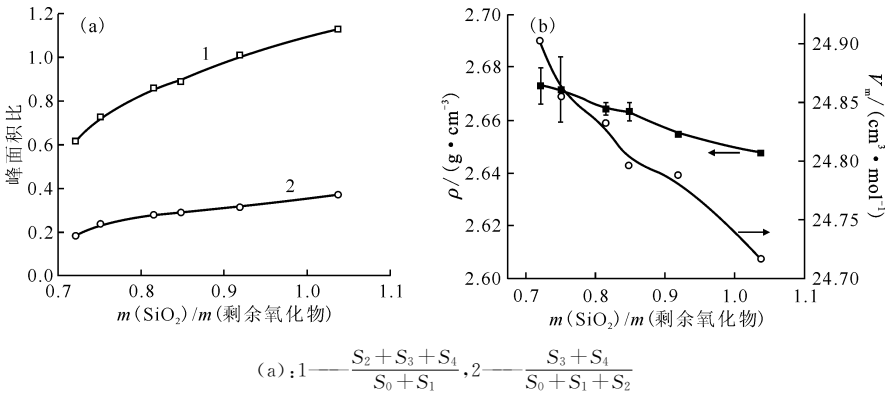 (a)
1
2
峰面积比
1.2
1.0
0.8
0.6
0.4
0.2
0.0
0.7 0.8 0.9 1.0 1.1
m(SiO₂)/m(剩余氧化物)
(b)
ρ/(g·cm⁻³)
2.70
2.68
2.66
2.64
2.62
2.60
0.7 0.8 0.9 1.0 1.1
m(SiO₂)/m(剩余氧化物)
24.90
24.85
24.80
24.75
24.70
Vₘ/(cm³·mol⁻¹)
(a):1——(S₂+S₃+S₄)/(S₀+S₁),2——(S₃+S₄)/(S₀+S₁+S₂)